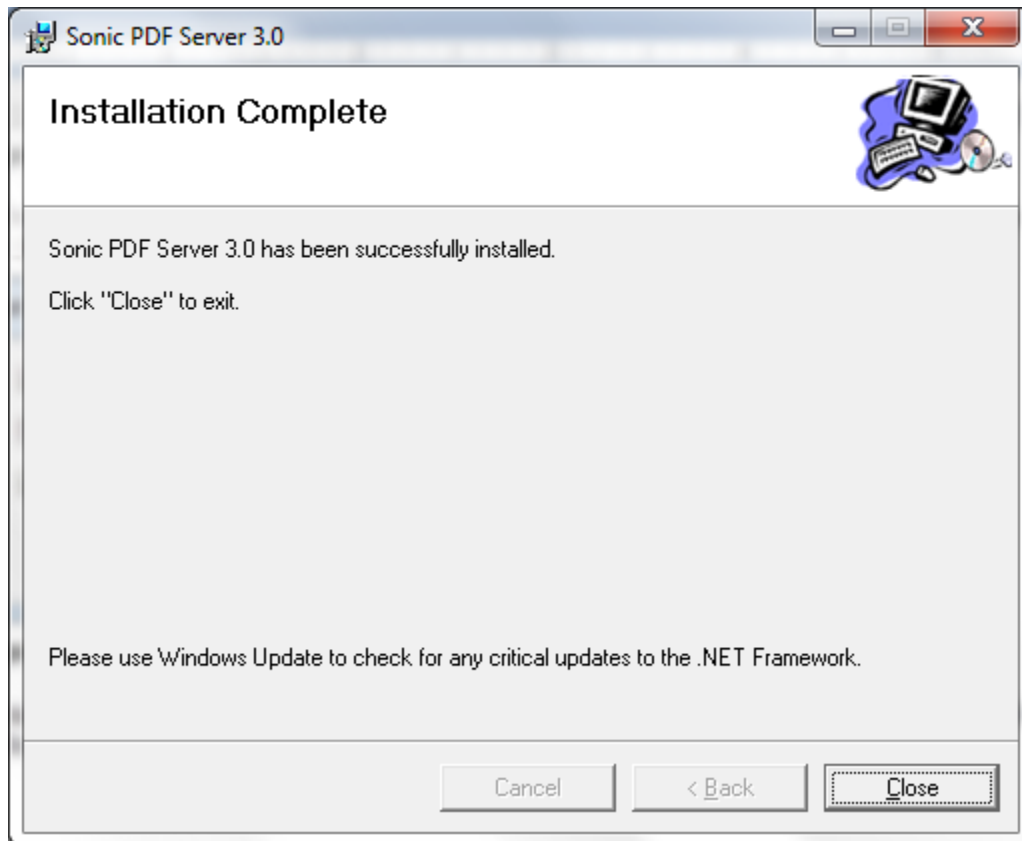 Sonic PDF Server 3.0
Installation Complete
Sonic PDF Server 3.0 has been successfully installed.
Click "Close" to exit.
Please use Windows Update to check for any critical updates to the .NET Framework.
Cancel
< Back
Close